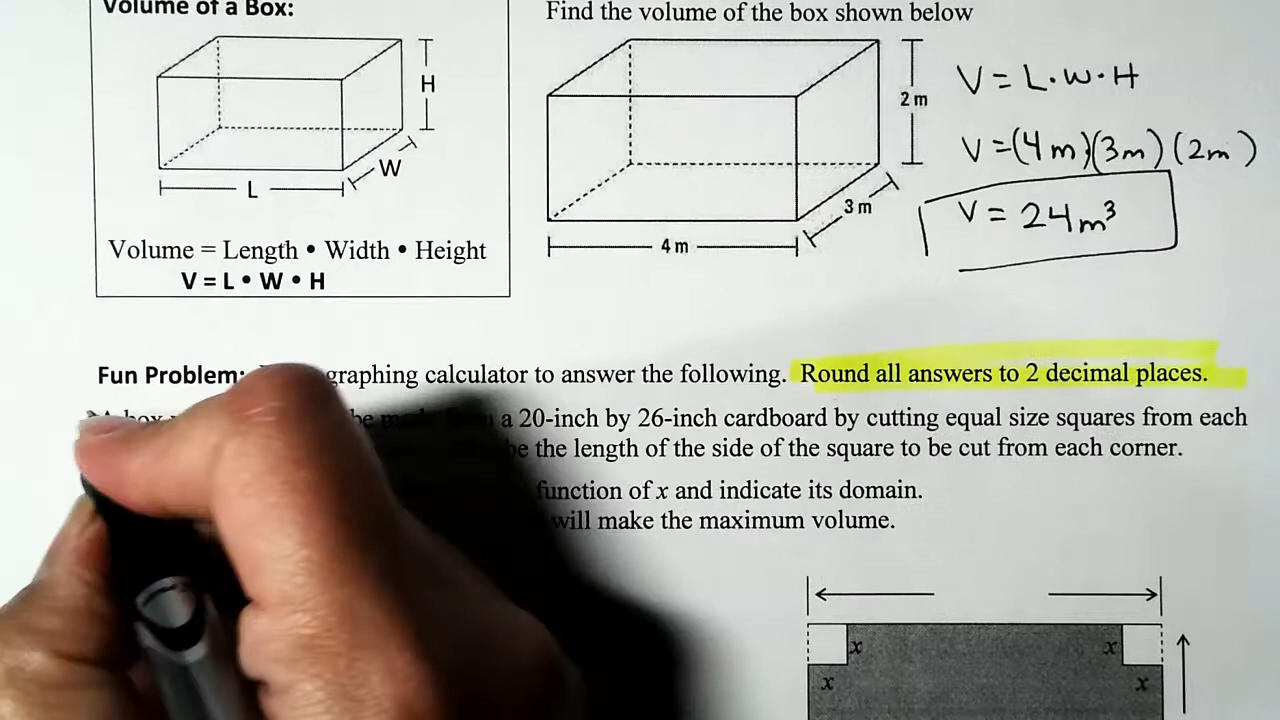 Volume of a Box:
H
W
L
Volume = Length • Width • Height
V = L • W • H
Find the volume of the box shown below
2 m
3 m
4 m
V = L·W·H
V = (4m)(3m)(2m)
V = 24m³
Fun Problem: graphing calculator to answer the following. Round all answers to 2 decimal places.
box be a 20-inch by 26-inch cardboard by cutting equal size squares from each
be the length of the side of the square to be cut from each corner.
function of x and indicate its domain.
will make the maximum volume.
x x
x x